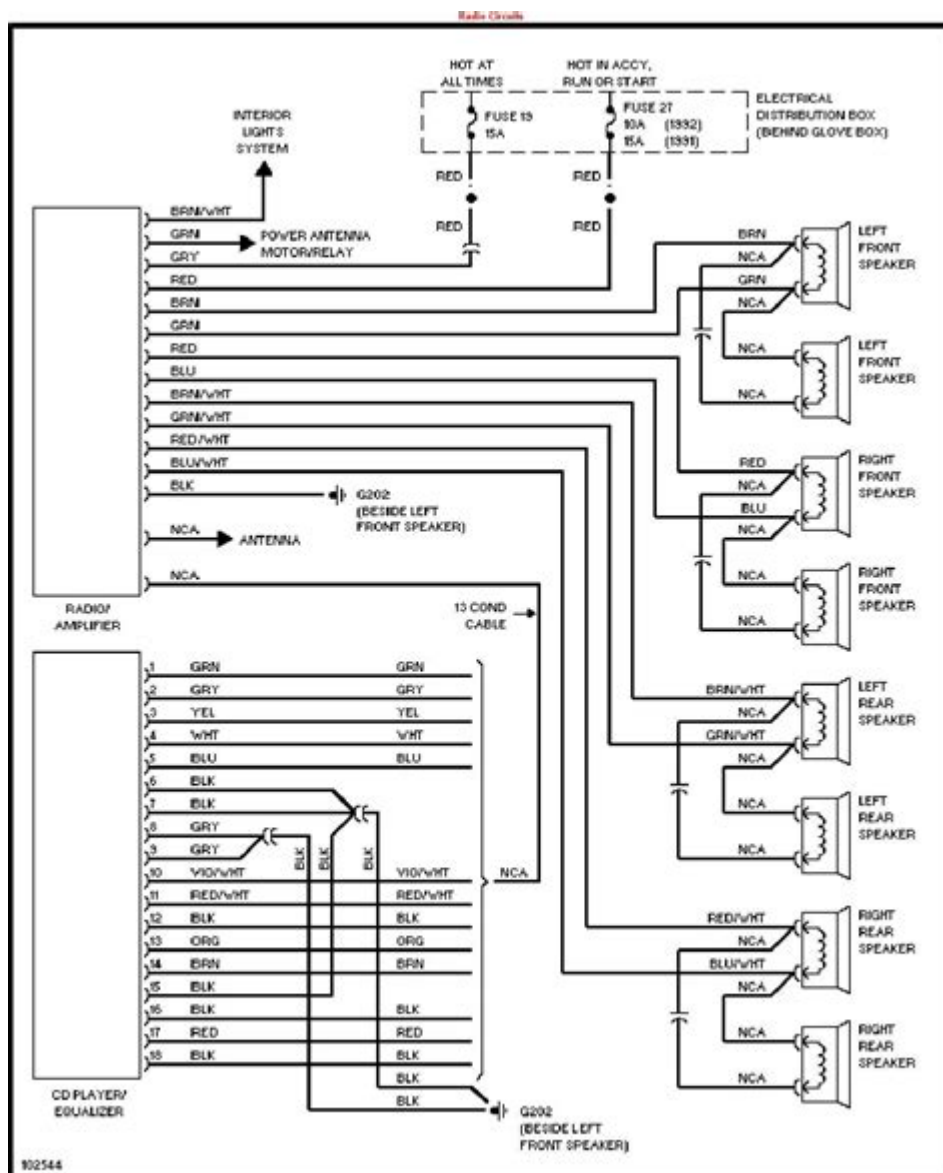 Radio Circuits
HOT AT
ALL TIMES
HOT IN ACCY,
RUN OR START
FUSE 19
15A
FUSE 27
10A (1992)
15A (1991)
ELECTRICAL
DISTRIBUTION BOX
(BEHIND GLOVE BOX)
INTERIOR
LIGHTS
SYSTEM
RED
RED
RED
RED
BRN/WHT
GRN
POWER ANTENNA
MOTOR/RELAY
GRY
RED
BRN
GRN
RED
BLU
BRN/WHT
GRN/WHT
RED/WHT
BLU/WHT
BLK
G202
(BESIDE LEFT
FRONT SPEAKER)
NCA
ANTENNA
NCA
RADIO/
AMPLIFIER
13 COND
CABLE
BRN
NCA
GRN
NCA
LEFT
FRONT
SPEAKER
NCA
NCA
LEFT
FRONT
SPEAKER
RED
NCA
BLU
NCA
RIGHT
FRONT
SPEAKER
NCA
NCA
RIGHT
FRONT
SPEAKER
BRN/WHT
NCA
GRN/WHT
NCA
LEFT
REAR
SPEAKER
NCA
NCA
LEFT
REAR
SPEAKER
RED/WHT
NCA
BLU/WHT
NCA
RIGHT
REAR
SPEAKER
NCA
NCA
RIGHT
REAR
SPEAKER
1 GRN GRN
2 GRY GRY
3 YEL YEL
4 WHT WHT
5 BLU BLU
6 BLK
7 BLK
8 GRY
9 GRY
BLK BLK BLK
10 VIO/WHT VIO/WHT NCA
11 RED/WHT RED/WHT
12 BLK BLK
13 ORG ORG
14 BRN BRN
15 BLK
16 BLK BLK
17 RED RED
18 BLK BLK
BLK
BLK
CD PLAYER/
EQUALIZER
G202
(BESIDE LEFT
FRONT SPEAKER)
102544